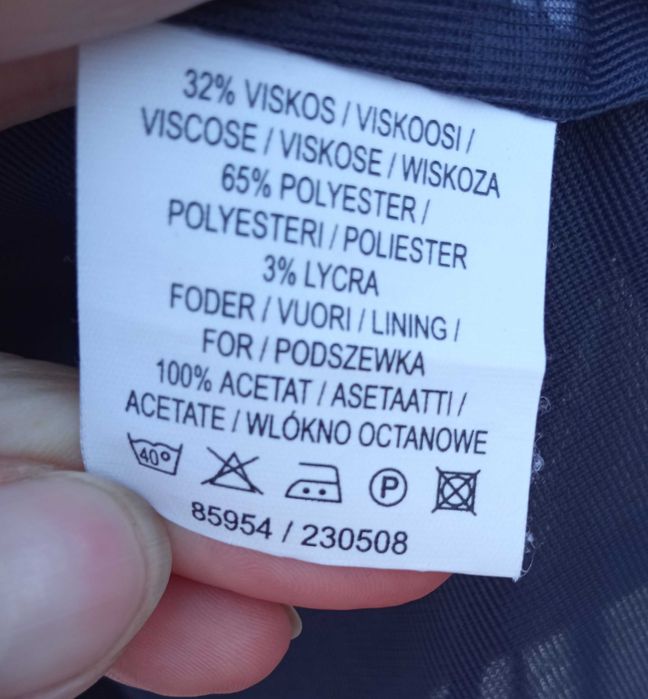 32% VISKOS / VISKOOSI /
VISCOSE / VISKOSE / WISKOZA
65% POLYESTER /
POLYESTERI / POLIESTER
3% LYCRA
FODER / VUORI / LINING /
FOR / PODSZEWKA
100% ACETAT / ASETAATTI /
ACETATE / WLÓKNO OCTANOWE
40° P
85954 / 230508